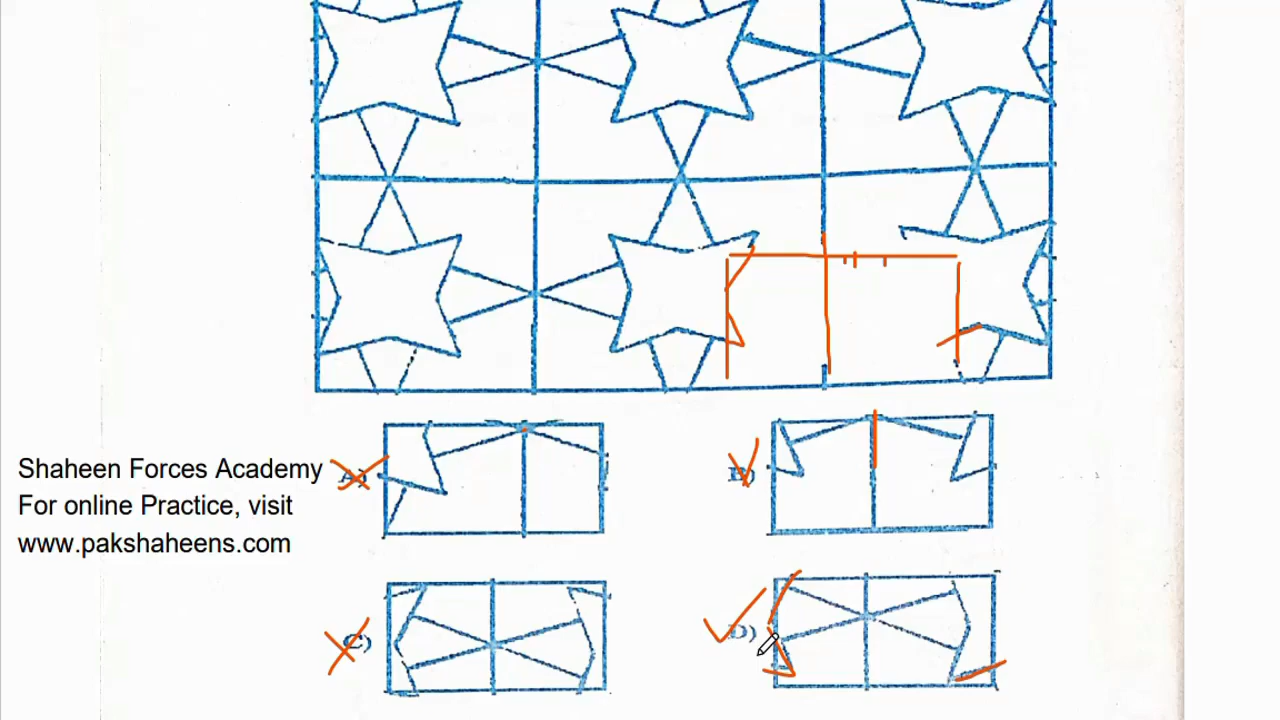 A)
B)
Shaheen Forces Academy
For online Practice, visit
www.pakshaheens.com
C)
D)